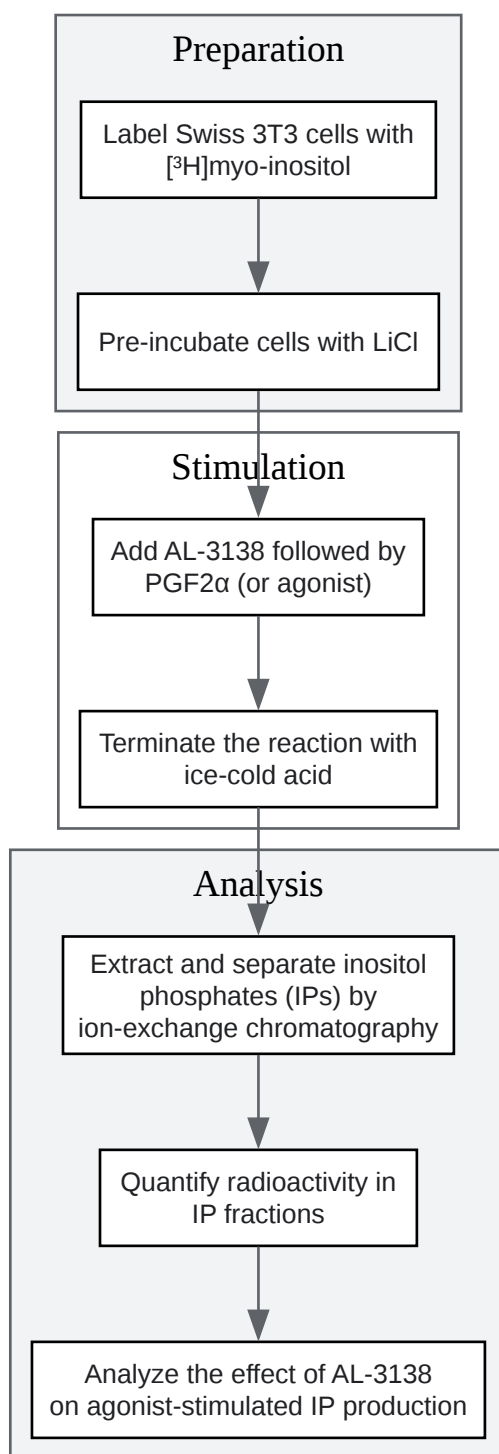 Preparation
Label Swiss 3T3 cells with
[³H]myo-inositol
Pre-incubate cells with LiCl
Stimulation
Add AL-3138 followed by
PGF2α (or agonist)
Terminate the reaction with
ice-cold acid
Analysis
Extract and separate inositol
phosphates (IPs) by
ion-exchange chromatography
Quantify radioactivity in
IP fractions
Analyze the effect of AL-3138
on agonist-stimulated IP production